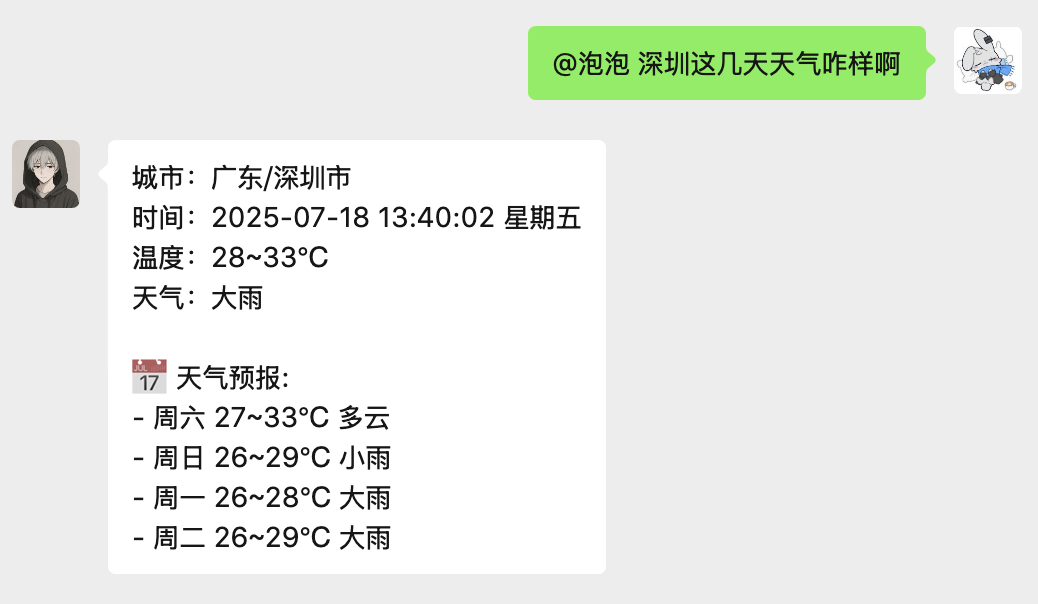 @泡泡 深圳这几天天气咋样啊
城市：广东/深圳市
时间：2025-07-18 13:40:02 星期五
温度：28~33℃
天气：大雨
JUL
17
天气预报:
- 周六 27~33℃ 多云
- 周日 26~29℃ 小雨
- 周一 26~28℃ 大雨
- 周二 26~29℃ 大雨